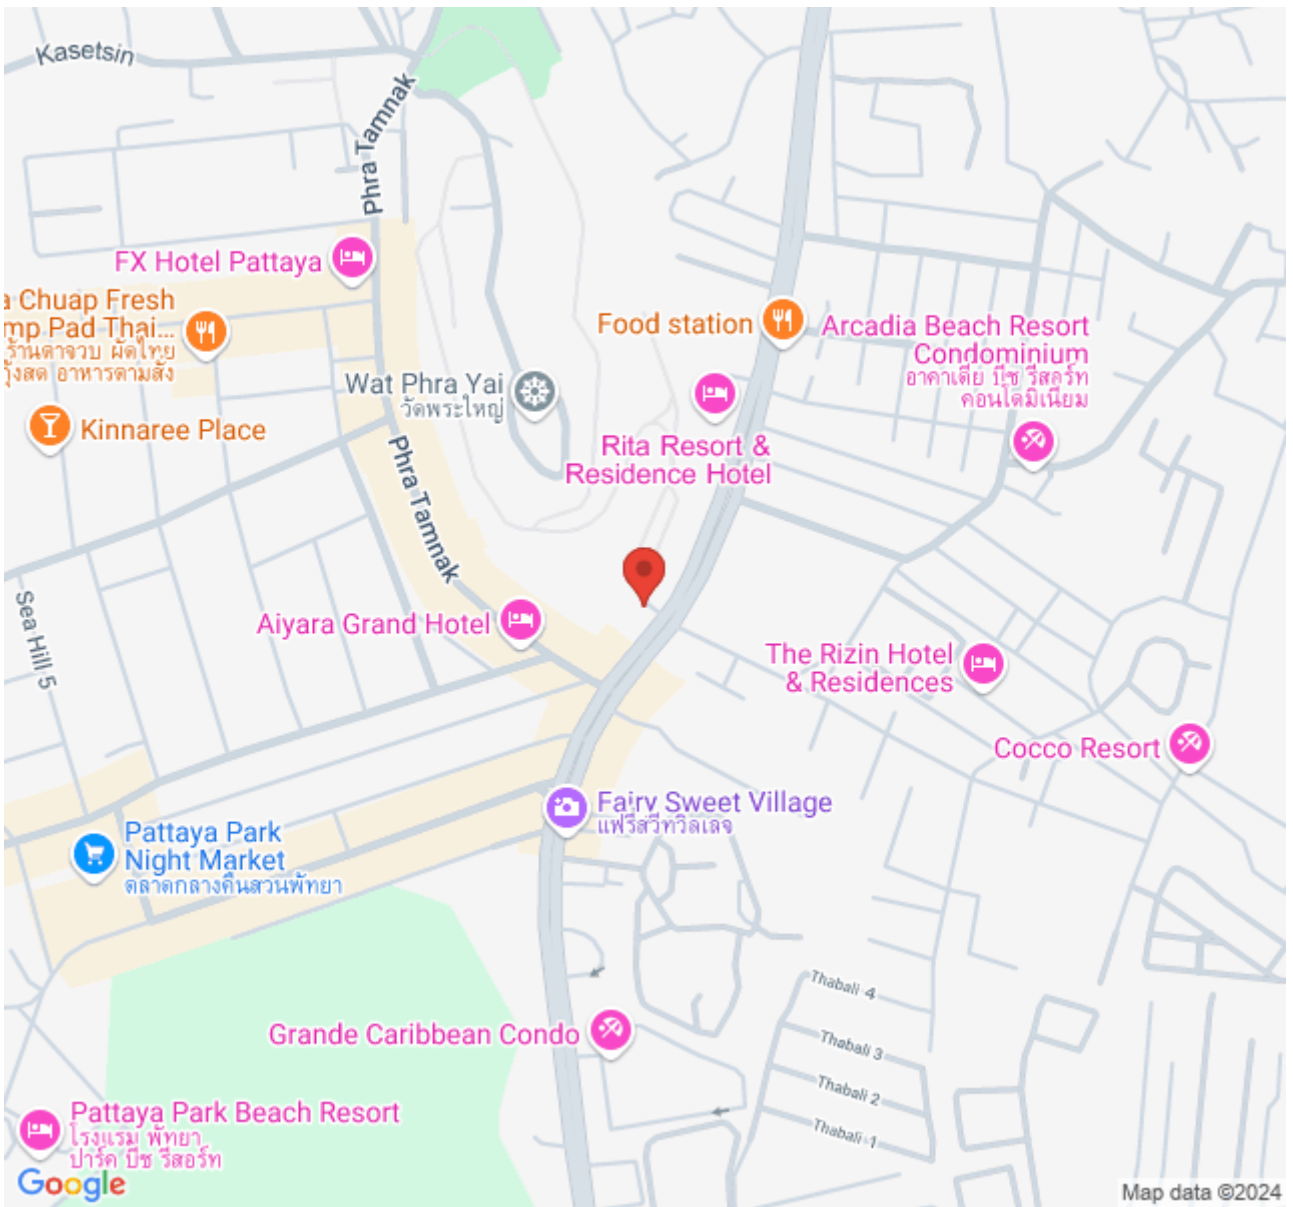 Kasetsin
Phra Tamnak
FX Hotel Pattaya
a Chuap Fresh
mp Pad Thai...
ร้านตาจวบ ผัดไทย
กุ้งสด อาหารตามสั่ง
Kinnaree Place
Food station
Arcadia Beach Resort
Condominium
อาคาเดีย บีช รีสอร์ท
คอนโดมิเนียม
Wat Phra Yai
วัดพระใหญ่
Rita Resort &
Residence Hotel
Phra Tamnak
Sea Hill 5
Aiyara Grand Hotel
The Rizin Hotel
& Residences
Cocco Resort
Fairy Sweet Village
แฟรี่สวีทวิลเลจ
Pattaya Park
Night Market
ตลาดกลางคืนสวนพัทยา
Thabali 4
Grande Caribbean Condo
Thabali 3
Thabali 2
Thabali 1
Pattaya Park Beach Resort
โรงแรม พัทยา
ปาร์ค บีช รีสอร์ท
Google
Map data ©2024